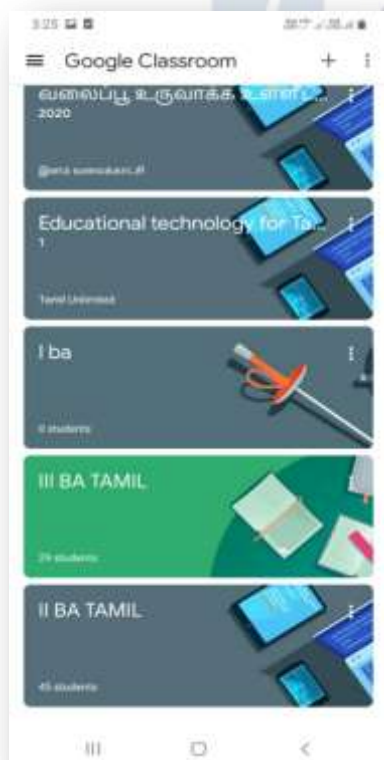 3:25
Google Classroom
வலைப்பூ உருவாக்க
2020
Educational technology for Ta...
1
Tamil Unlimited
I ba
0 students
III BA TAMIL
29 students
II BA TAMIL
45 students